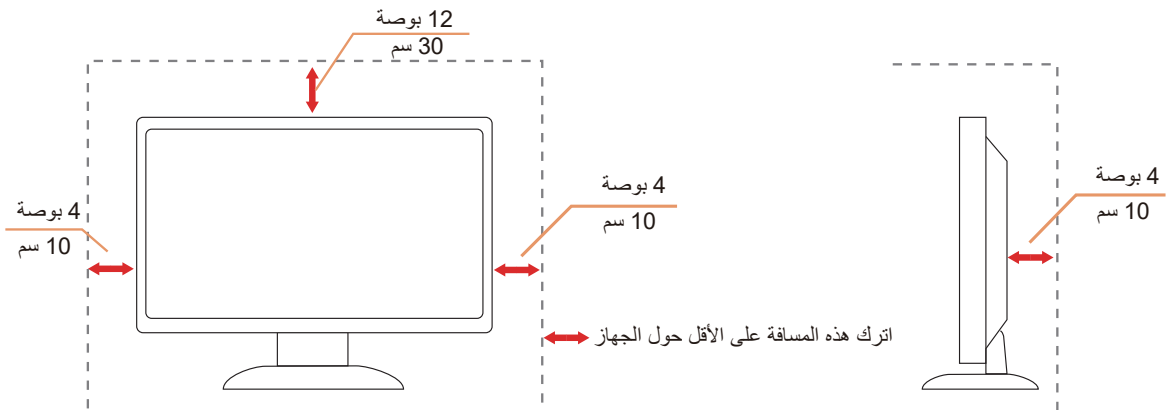 12 بوصة
30 سم
4 بوصة
10 سم
4 بوصة
10 سم
4 بوصة
10 سم
اترك هذه المسافة على الأقل حول الجهاز